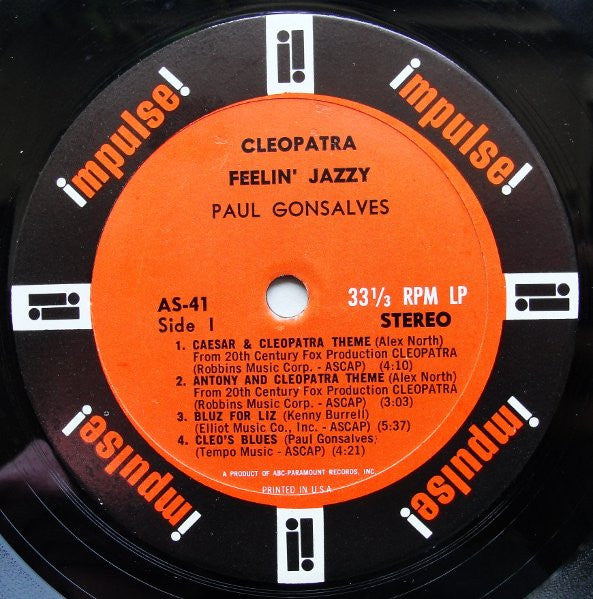 impulse!
impulse!
CLEOPATRA
FEELIN' JAZZY
PAUL GONSALVES
AS-41
Side 1
33 1/3 RPM LP
STEREO
1. CAESAR & CLEOPATRA THEME (Alex North)
From 20th Century Fox Production CLEOPATRA
(Robbins Music Corp. - ASCAP) (4:10)
2. ANTONY AND CLEOPATRA THEME (Alex North)
From 20th Century Fox Production CLEOPATRA
(Robbins Music Corp. - ASCAP) (3:03)
3. BLUZ FOR LIZ (Kenny Burrell)
(Elliot Music Co., Inc. - ASCAP) (5:37)
4. CLEO'S BLUES (Paul Gonsalves)
(Tempo Music - ASCAP) (4:21)
A PRODUCT OF ABC-PARAMOUNT RECORDS, INC.
PRINTED IN U.S.A.
impulse!
impulse!